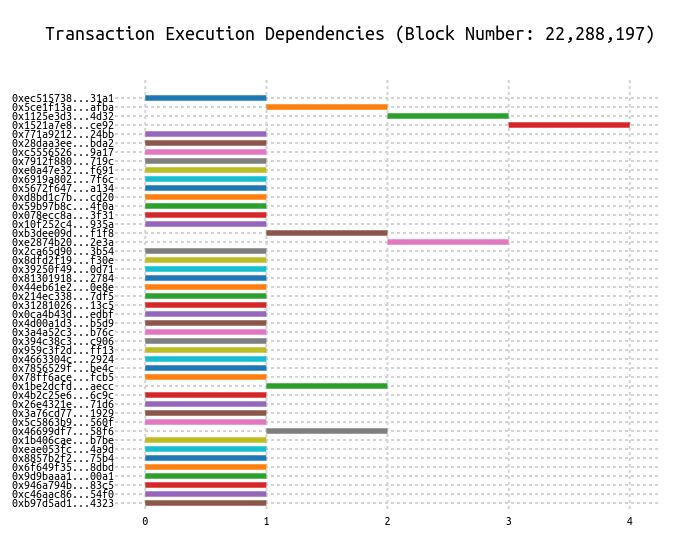 Transaction Execution Dependencies (Block Number: 22,288,197)
0xec515738...31a1
0x5ce1f13a...afba
0x1125e3d3...4d32
0x1521a7e8...ce92
0x771a9212...24bb
0x28daa3ee...bda2
0xc5556526...9a17
0x7912f880...719c
0xe0a47e32...f691
0x6919a802...7f6c
0x5672f647...a134
0xd8bd1c7b...cd20
0x59b97b8c...4f0a
0x078ecc8a...3f31
0x10f252c4...935a
0xb3dee09d...f1f8
0xe2874b20...2e3a
0x2ca65d90...3b54
0x8dfd2f19...f30e
0x39250f49...0d71
0x81301918...2784
0x44eb61e2...0e8e
0x214ec338...7df5
0x31281026...13c5
0x0ca4b43d...edbf
0x4d00a1d3...b5d9
0x3a4a52c3...b76c
0x394c38c3...c906
0x959c3f2d...ff13
0x4663304c...2924
0x7856529f...be4c
0x78ff6ace...fcb5
0x1be2dcfd...aecc
0x4b2c25e6...6c9c
0x26e4321e...71d6
0x3a76cd77...1929
0x5c5863b9...560f
0x46699df7...58f6
0x1b406cae...b7be
0xeae053fc...4a9d
0x8857b2f2...75b4
0x6f649f35...8dbd
0x9d9baaa1...00a1
0x946a794b...83c5
0xc46aac86...54f0
0xb97d5ad1...4323
0 1 2 3 4